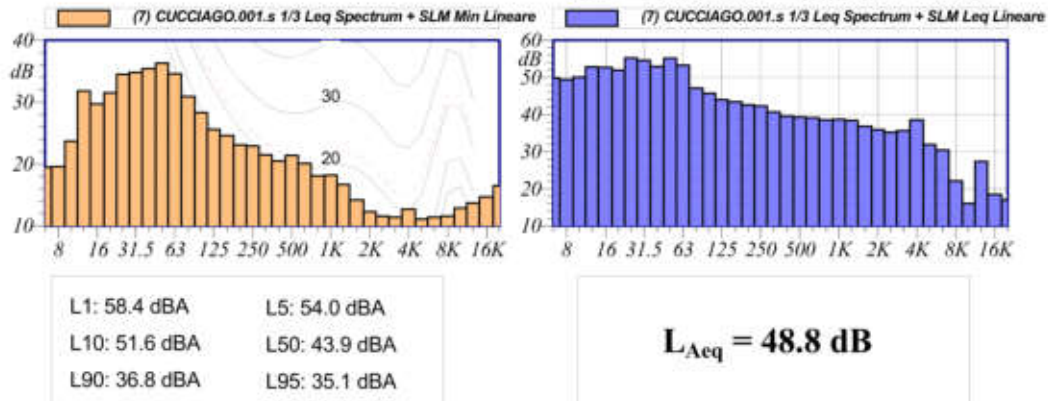 (7) CUCCIAGO.001.s 1/3 Leq Spectrum + SLM Min Lineare
40
dB
30
20
10
30
20
8 16 31.5 63 125 250 500 1K 2K 4K 8K 16K
(7) CUCCIAGO.001.s 1/3 Leq Spectrum + SLM Leq Lineare
60
dB
50
40
30
20
10
8 16 31.5 63 125 250 500 1K 2K 4K 8K 16K
L1: 58.4 dBA L5: 54.0 dBA
L10: 51.6 dBA L50: 43.9 dBA
L90: 36.8 dBA L95: 35.1 dBA
LAeq = 48.8 dB